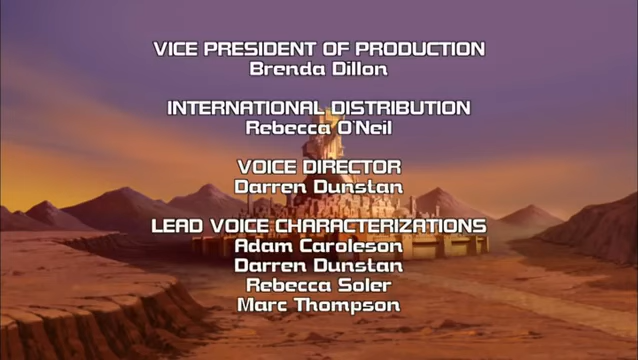 VICE PRESIDENT OF PRODUCTION
Brenda Dillon
INTERNATIONAL DISTRIBUTION
Rebecca O'Neil
VOICE DIRECTOR
Darren Dunstan
LEAD VOICE CHARACTERIZATIONS
Adam Caroleson
Darren Dunstan
Rebecca Soler
Marc Thompson